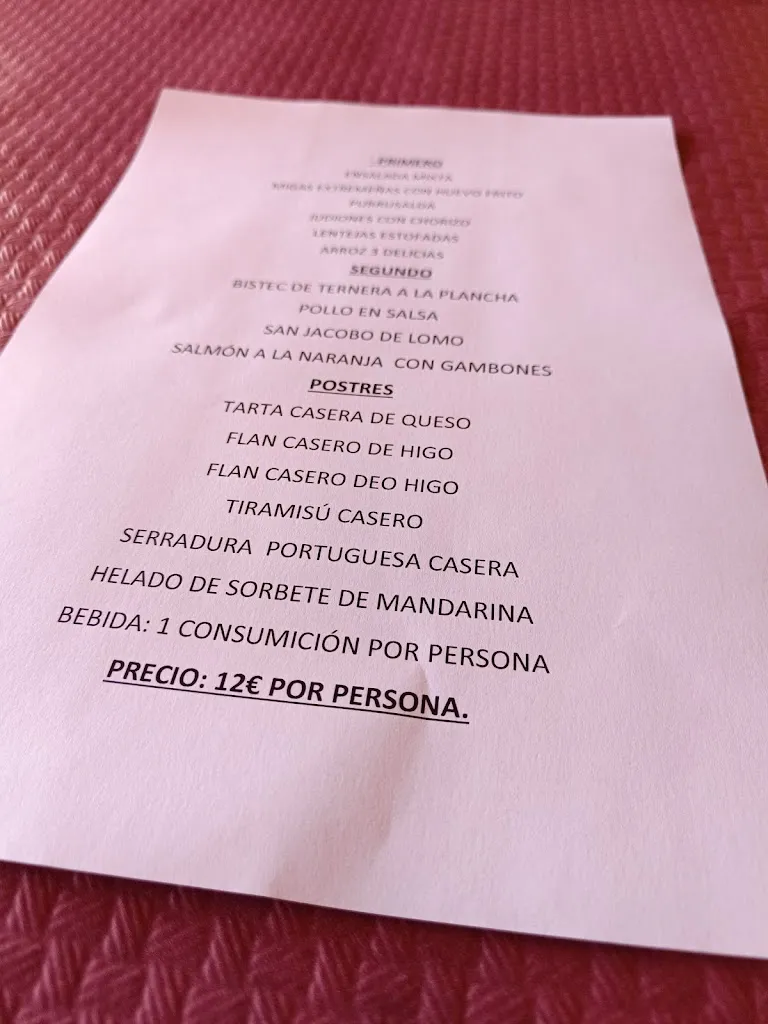 PRIMERO
ENSALADA MIXTA
MIGAS EXTREMEÑAS CON HUEVO FRITO
PURRUSALDA
JUDIONES CON CHORIZO
LENTEJAS ESTOFADAS
ARROZ 3 DELICIAS
SEGUNDO
BISTEC DE TERNERA A LA PLANCHA
POLLO EN SALSA
SAN JACOBO DE LOMO
SALMÓN A LA NARANJA CON GAMBONES
POSTRES
TARTA CASERA DE QUESO
FLAN CASERO DE HIGO
FLAN CASERO DEO HIGO
TIRAMISÚ CASERO
SERRADURA PORTUGUESA CASERA
HELADO DE SORBETE DE MANDARINA
BEBIDA: 1 CONSUMICIÓN POR PERSONA
PRECIO: 12€ POR PERSONA.